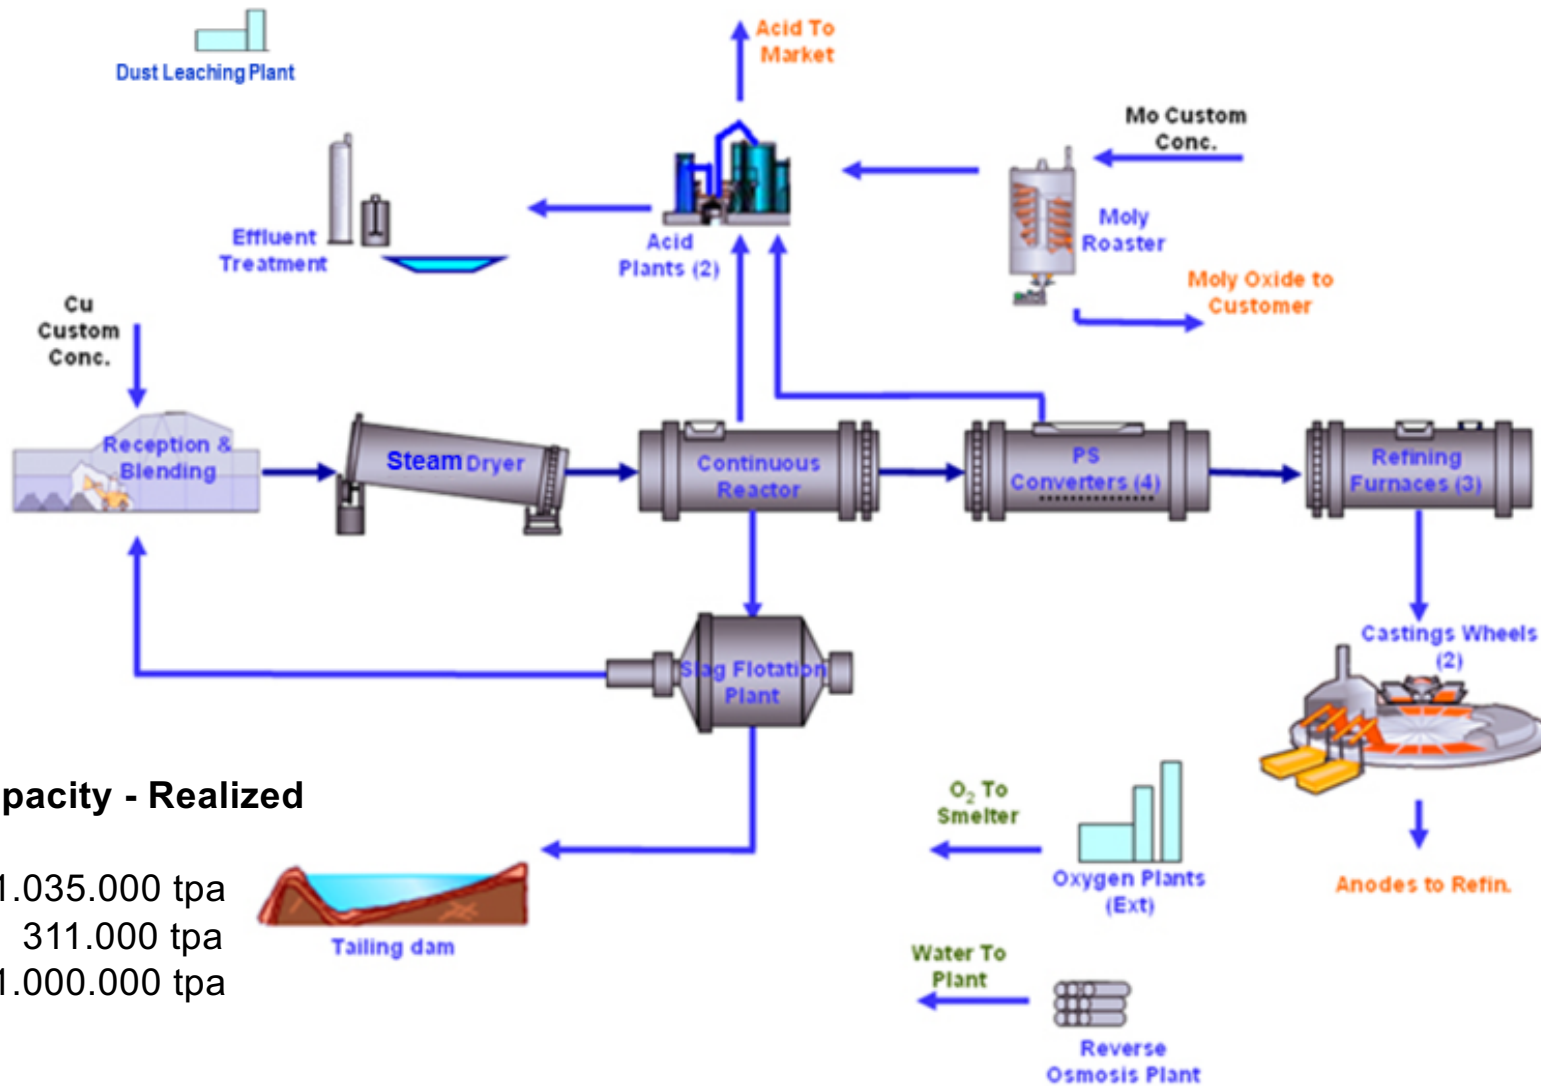 Dust Leaching Plant
Acid To
Market
Mo Custom
Conc.
Effluent
Treatment
Acid
Plants (2)
Moly
Roaster
Moly Oxide to
Customer
Cu
Custom
Conc.
Reception &
Blending
Steam Dryer
Continuous
Reactor
PS
Converters (4)
Refining
Furnaces (3)
Castings Wheels
(2)
Slag Flotation
Plant
pacity - Realized
1.035.000 tpa
311.000 tpa
1.000.000 tpa
Tailing dam
O₂ To
Smelter
Oxygen Plants
(Ext)
Anodes to Refin.
Water To
Plant
Reverse
Osmosis Plant